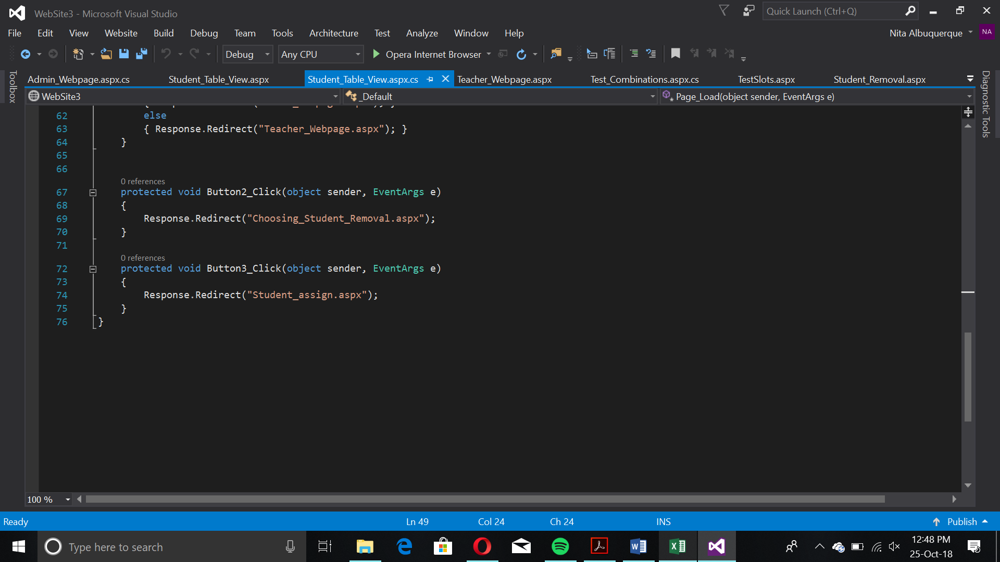 WebSite3 - Microsoft Visual Studio
Quick Launch (Ctrl+Q)
File Edit View Website Build Debug Team Tools Architecture Test Analyze Window Help
Nita Albuquerque NA
Debug Any CPU Opera Internet Browser
Toolbox
Admin_Webpage.aspx.cs Student_Table_View.aspx Student_Table_View.aspx.cs Teacher_Webpage.aspx Test_Combinations.aspx.cs TestSlots.aspx Student_Removal.aspx
Diagnostic Tools
WebSite3 _Default Page_Load(object sender, EventArgs e)
62 else
63 { Response.Redirect("Teacher_Webpage.aspx"); }
64 }
65
66
0 references
67 protected void Button2_Click(object sender, EventArgs e)
68 {
69 Response.Redirect("Choosing_Student_Removal.aspx");
70 }
71
0 references
72 protected void Button3_Click(object sender, EventArgs e)
73 {
74 Response.Redirect("Student_assign.aspx");
75 }
76 }
100 %
Ready Ln 49 Col 24 Ch 24 INS Publish
Type here to search
12:48 PM
25-Oct-18